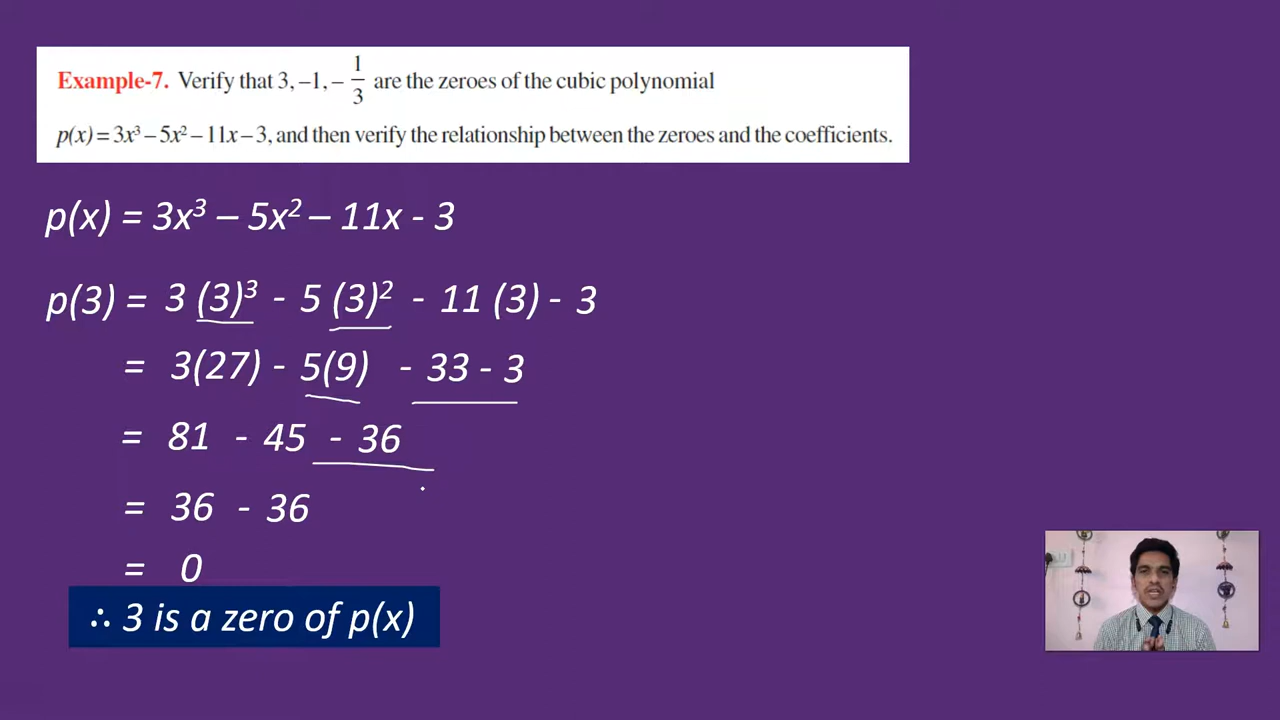 Example-7. Verify that 3, –1, – 1/3 are the zeroes of the cubic polynomial
p(x) = 3x³ – 5x² – 11x – 3, and then verify the relationship between the zeroes and the coefficients.
p(x) = 3x³ – 5x² – 11x - 3
p(3) = 3 (3)³ - 5 (3)² - 11 (3) - 3
= 3(27) - 5(9) - 33 - 3
= 81 - 45 - 36
= 36 - 36
= 0
∴ 3 is a zero of p(x)